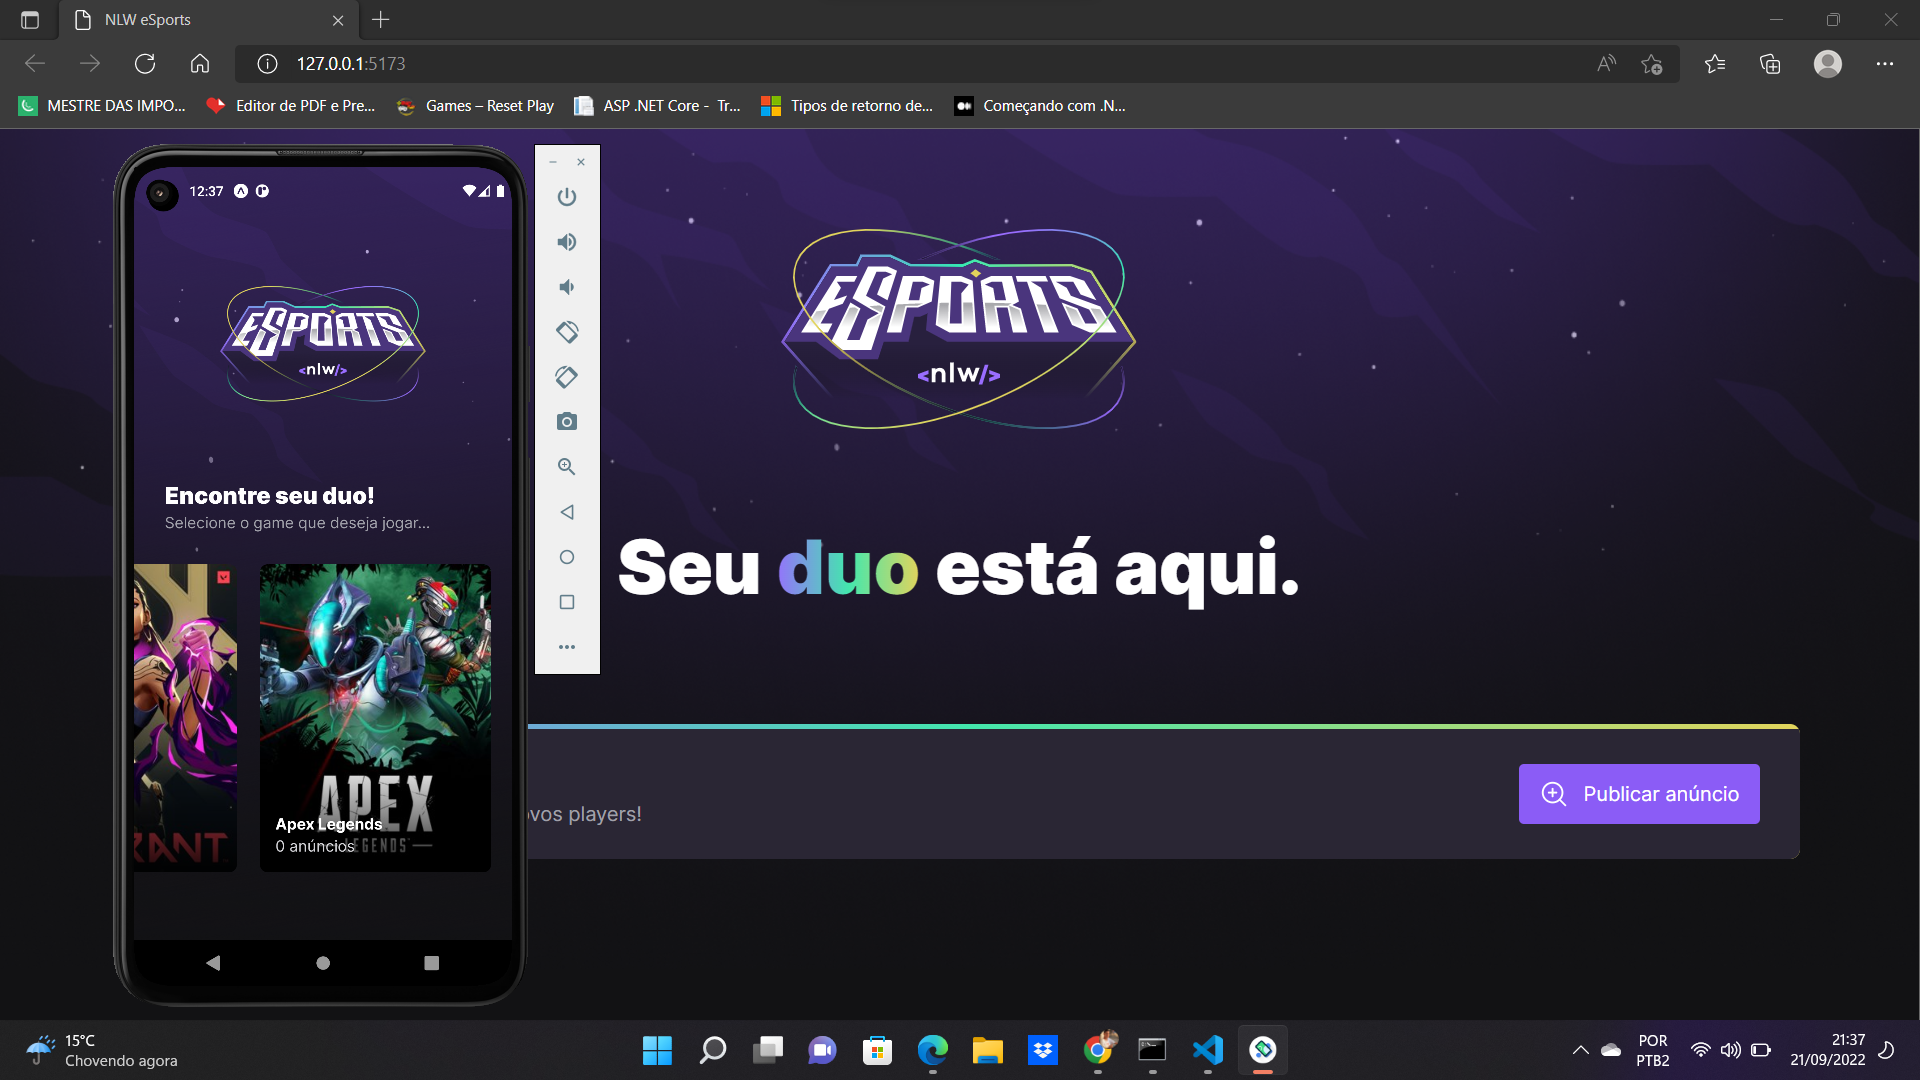 NLW eSports
127.0.0.1:5173
MESTRE DAS IMPO...
Editor de PDF e Pre...
Games – Reset Play
ASP .NET Core - Tr...
Tipos de retorno de...
Começando com .N...
12:37
ESPORTS
<nlw/>
Encontre seu duo!
Selecione o game que deseja jogar...
RANT
APEX
LEGENDS
Apex Legends
0 anúncios
ESPORTS
<nlw/>
Seu duo está aqui.
ovos players!
Publicar anúncio
15°C
Chovendo agora
POR
PTB2
21:37
21/09/2022